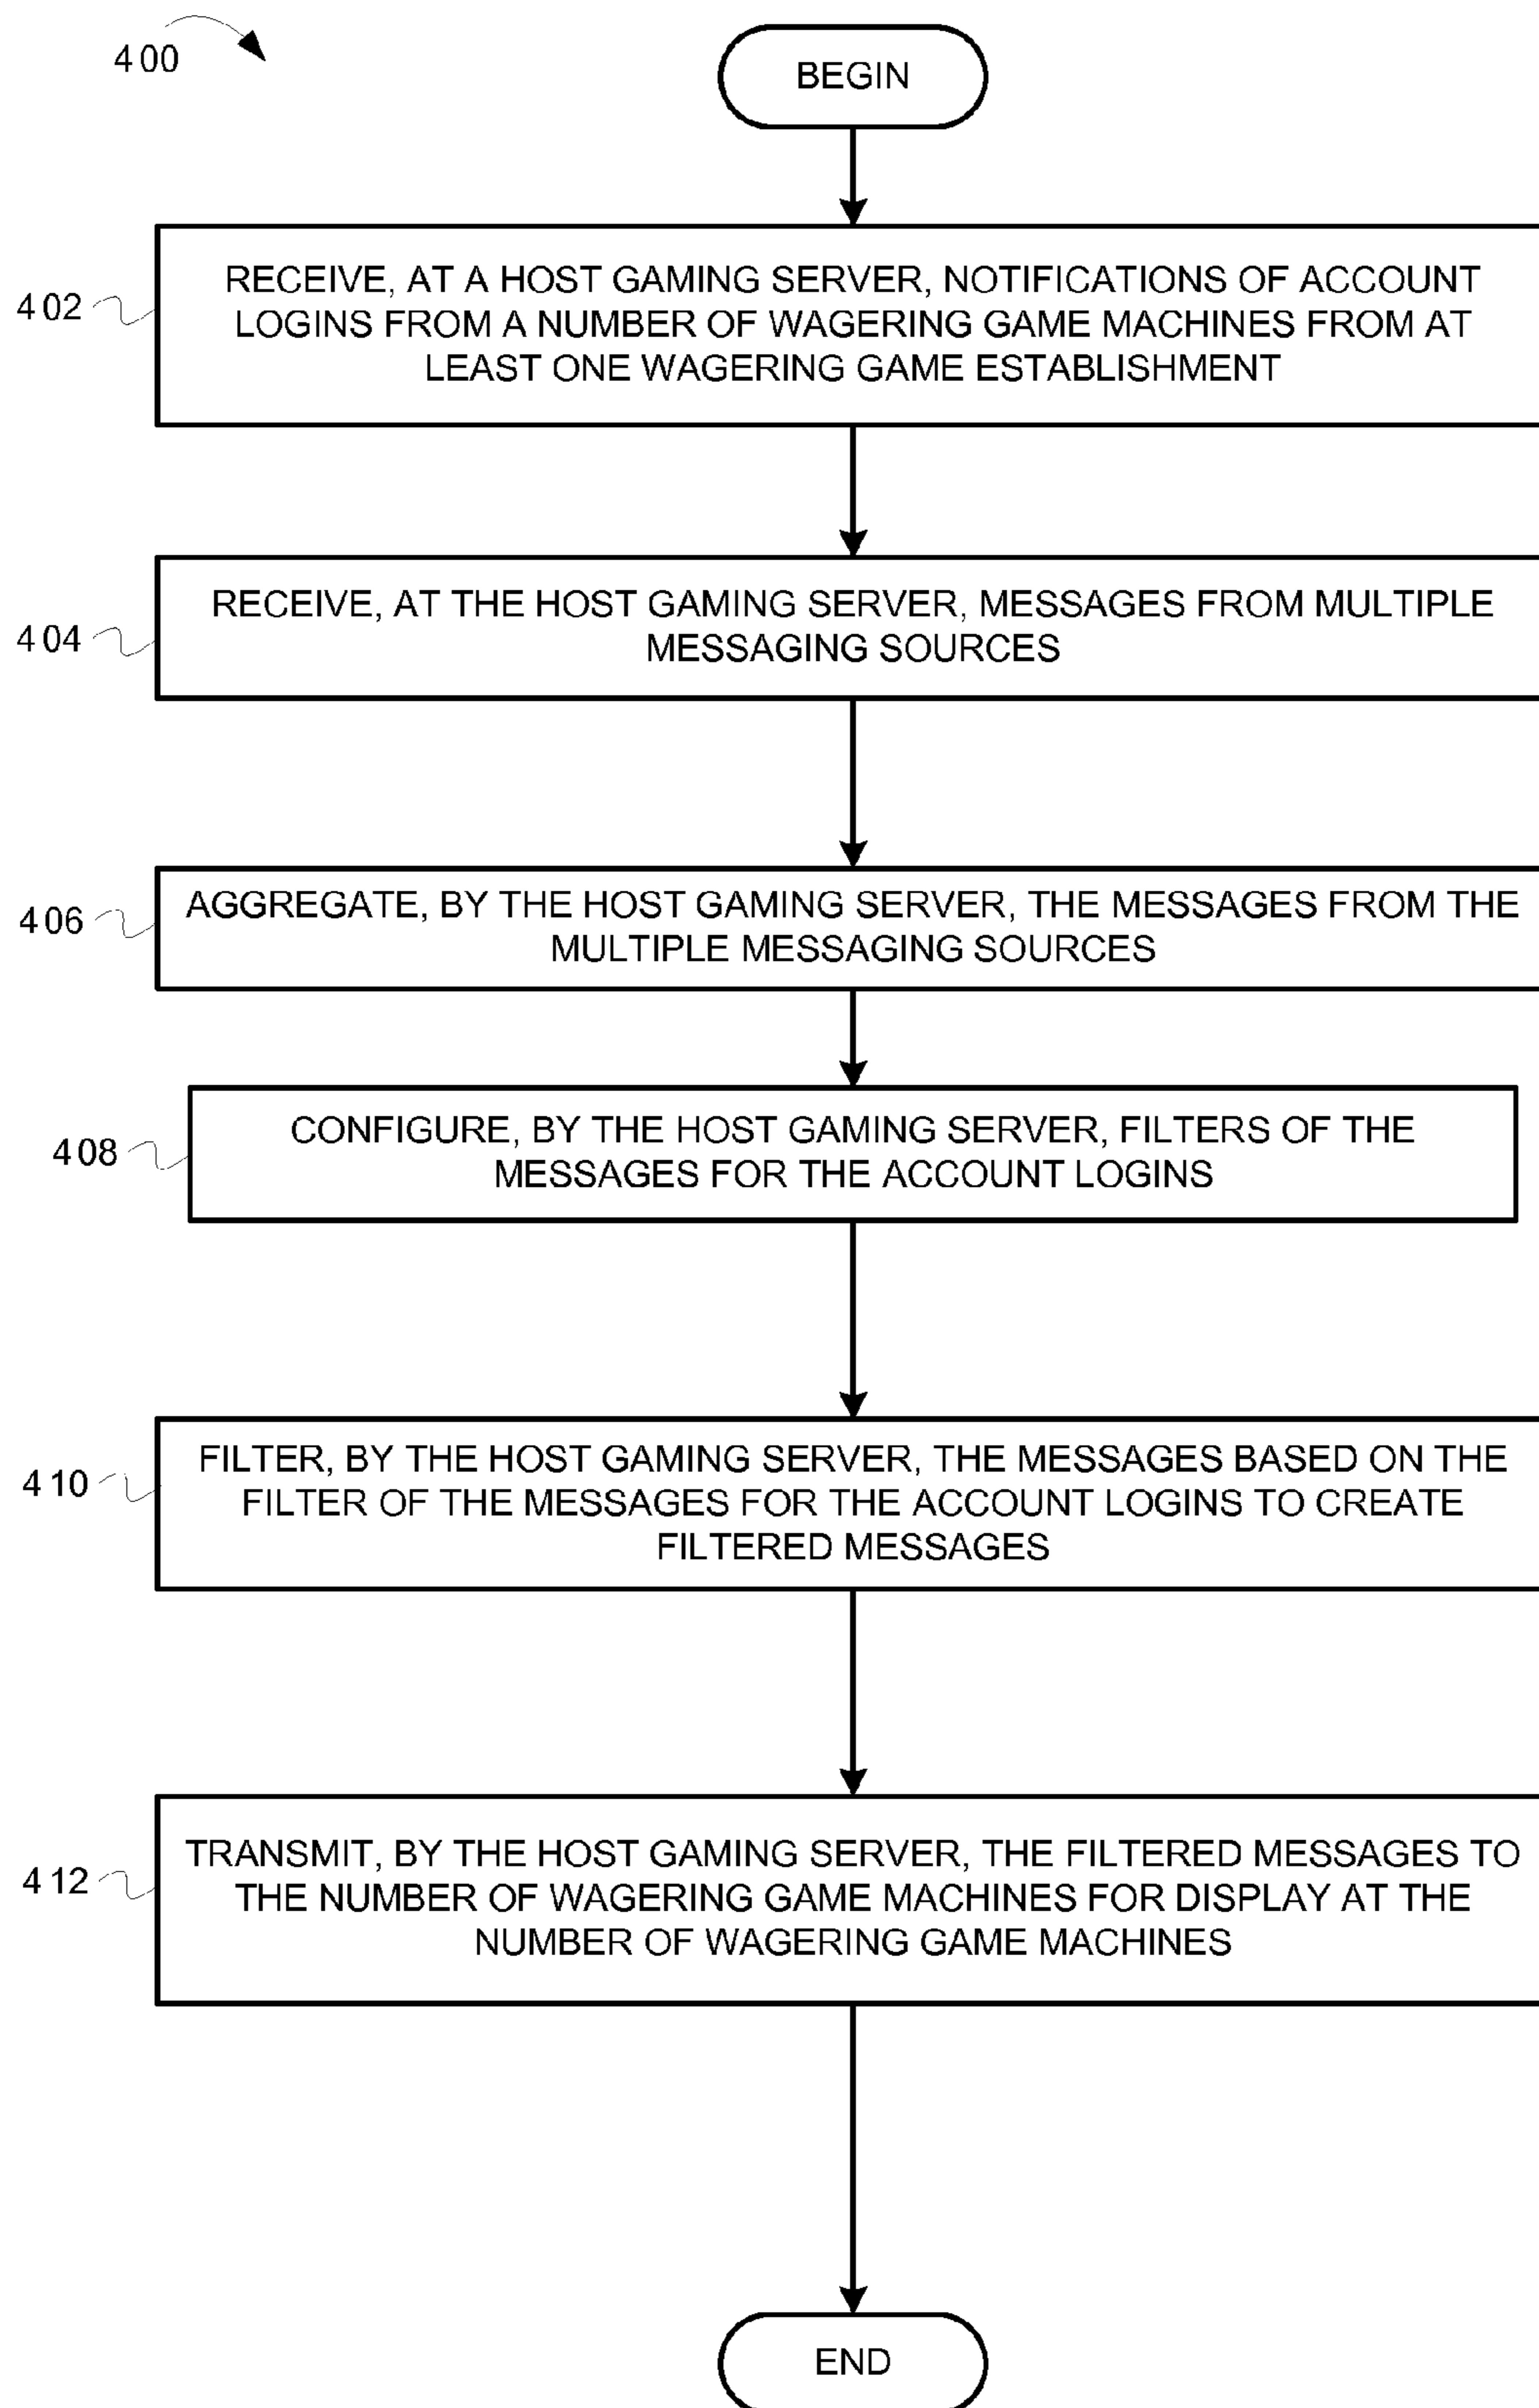 400
BEGIN
402
RECEIVE, AT A HOST GAMING SERVER, NOTIFICATIONS OF ACCOUNT
LOGINS FROM A NUMBER OF WAGERING GAME MACHINES FROM AT
LEAST ONE WAGERING GAME ESTABLISHMENT
404
RECEIVE, AT THE HOST GAMING SERVER, MESSAGES FROM MULTIPLE
MESSAGING SOURCES
406
AGGREGATE, BY THE HOST GAMING SERVER, THE MESSAGES FROM THE
MULTIPLE MESSAGING SOURCES
408
CONFIGURE, BY THE HOST GAMING SERVER, FILTERS OF THE
MESSAGES FOR THE ACCOUNT LOGINS
410
FILTER, BY THE HOST GAMING SERVER, THE MESSAGES BASED ON THE
FILTER OF THE MESSAGES FOR THE ACCOUNT LOGINS TO CREATE
FILTERED MESSAGES
412
TRANSMIT, BY THE HOST GAMING SERVER, THE FILTERED MESSAGES TO
THE NUMBER OF WAGERING GAME MACHINES FOR DISPLAY AT THE
NUMBER OF WAGERING GAME MACHINES
END